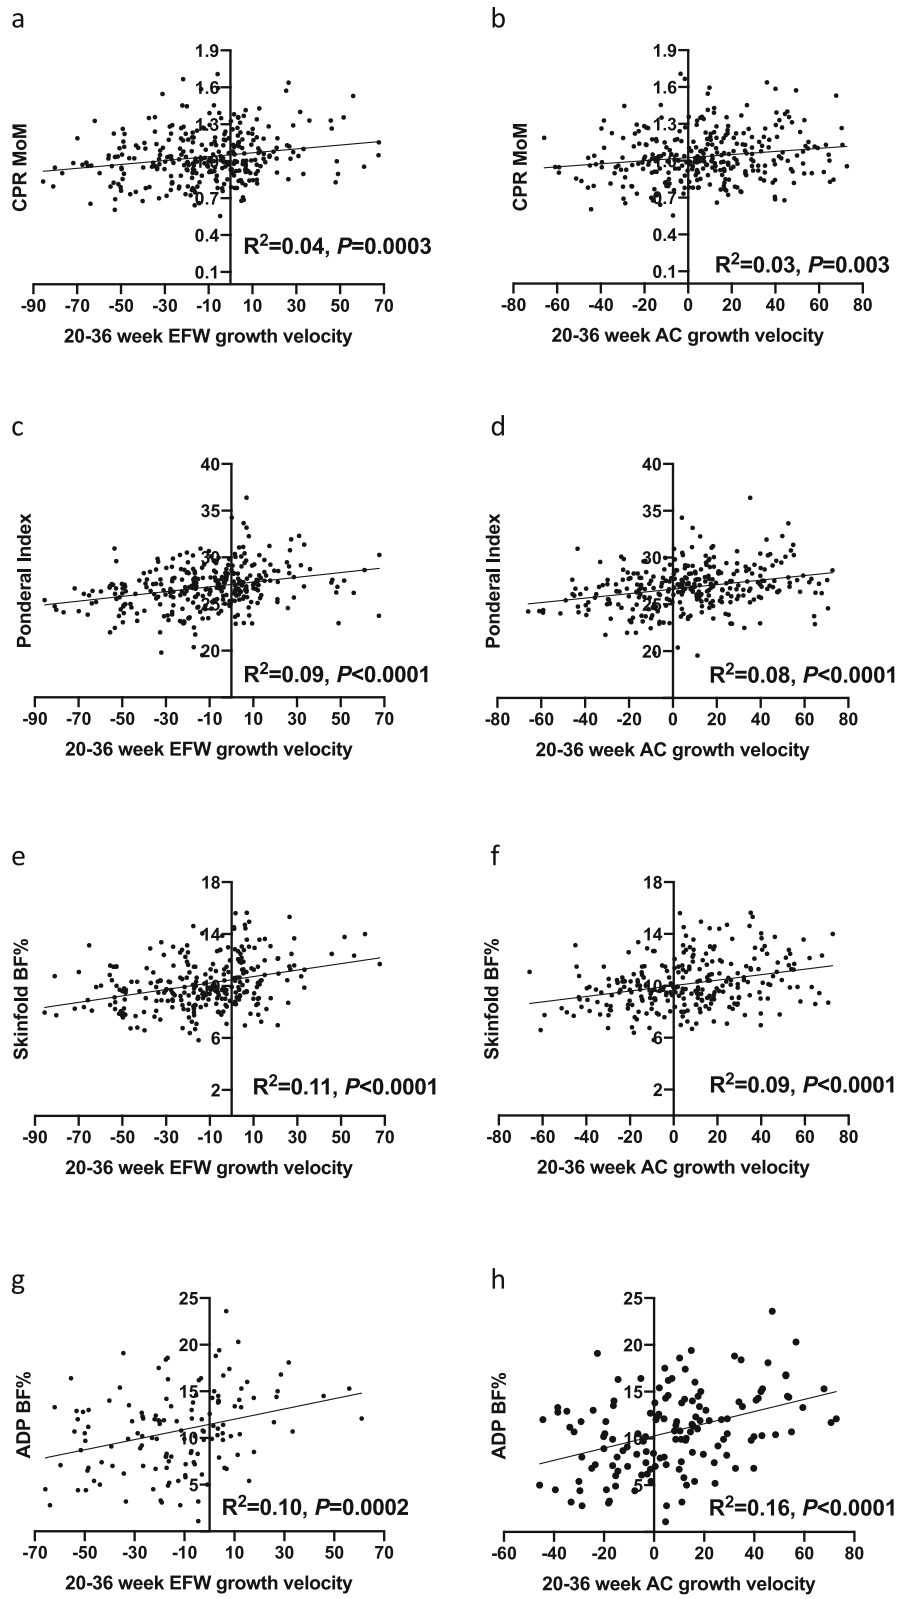 a
b
1.9
1.6
1.3
0.7
0.4
0.1
CPR MoM
R²=0.04, P=0.0003
-90 -70 -50 -30 -10 10 30 50 70
20-36 week EFW growth velocity
1.9
1.6
1.3
1.0
0.7
0.4
0.1
CPR MoM
R²=0.03, P=0.003
-80 -60 -40 -20 0 20 40 60 80
20-36 week AC growth velocity
c
d
40
35
30
20
Ponderal Index
R²=0.09, P<0.0001
-90 -70 -50 -30 -10 10 30 50 70
20-36 week EFW growth velocity
40
35
30
25
20
Ponderal Index
R²=0.08, P<0.0001
-80 -60 -40 -20 0 20 40 60 80
20-36 week AC growth velocity
e
f
18
14
10
6
2
Skinfold BF%
R²=0.11, P<0.0001
-90 -70 -50 -30 -10 10 30 50 70
20-36 week EFW growth velocity
18
14
10
6
2
Skinfold BF%
R²=0.09, P<0.0001
-80 -60 -40 -20 0 20 40 60 80
20-36 week AC growth velocity
g
h
25
20
15
10
5
ADP BF%
R²=0.10, P=0.0002
-70 -50 -30 -10 10 30 50 70
20-36 week EFW growth velocity
25
20
15
10
5
ADP BF%
R²=0.16, P<0.0001
-60 -40 -20 0 20 40 60 80
20-36 week AC growth velocity